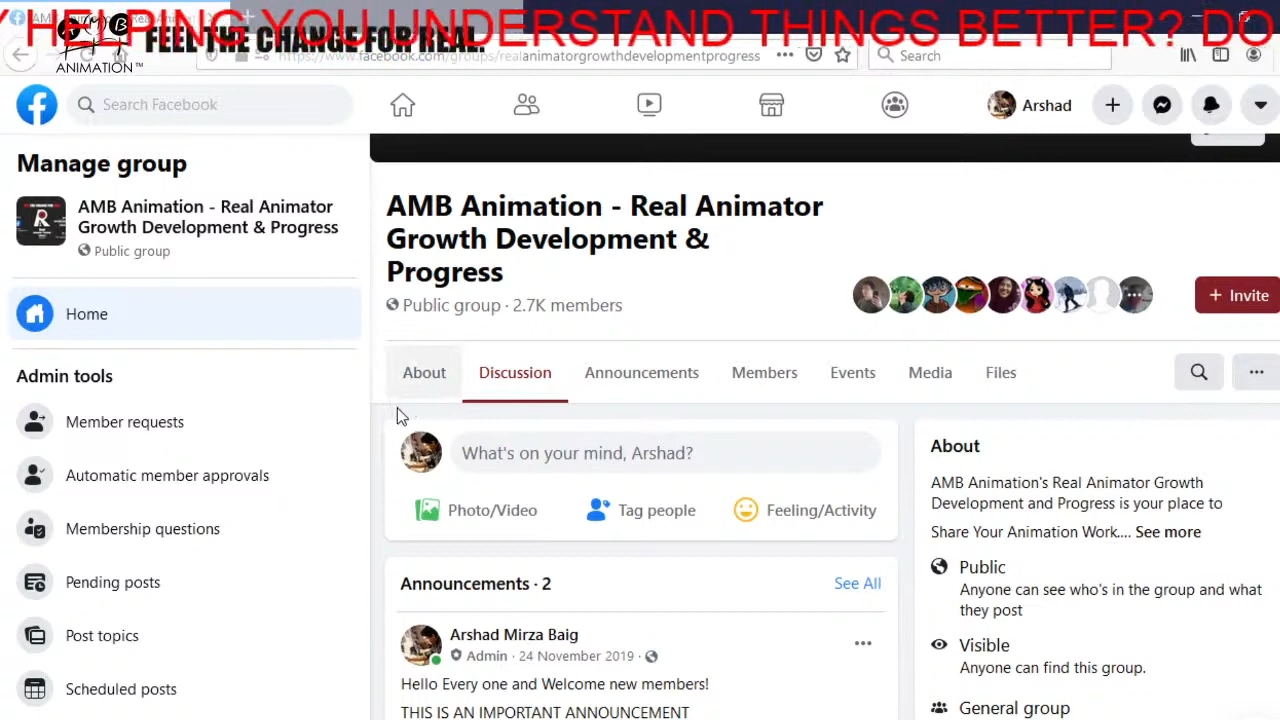 Y HELPING YOU UNDERSTAND THINGS BETTER? DO
FEEL THE CHANGE FOR REAL.
ANIMATION™
https://www.facebook.com/groups/realanimatorgrowthdevelopmentprogress
Search
Search Facebook
Arshad
Manage group
AMB Animation - Real Animator
Growth Development & Progress
Public group
Home
Admin tools
Member requests
Automatic member approvals
Membership questions
Pending posts
Post topics
Scheduled posts
AMB Animation - Real Animator
Growth Development &
Progress
Public group · 2.7K members
+ Invite
About
Discussion
Announcements
Members
Events
Media
Files
What's on your mind, Arshad?
Photo/Video
Tag people
Feeling/Activity
Announcements · 2
See All
Arshad Mirza Baig
Admin · 24 November 2019 ·
Hello Every one and Welcome new members!
THIS IS AN IMPORTANT ANNOUNCEMENT
About
AMB Animation's Real Animator Growth
Development and Progress is your place to
Share Your Animation Work.... See more
Public
Anyone can see who's in the group and what
they post
Visible
Anyone can find this group.
General group